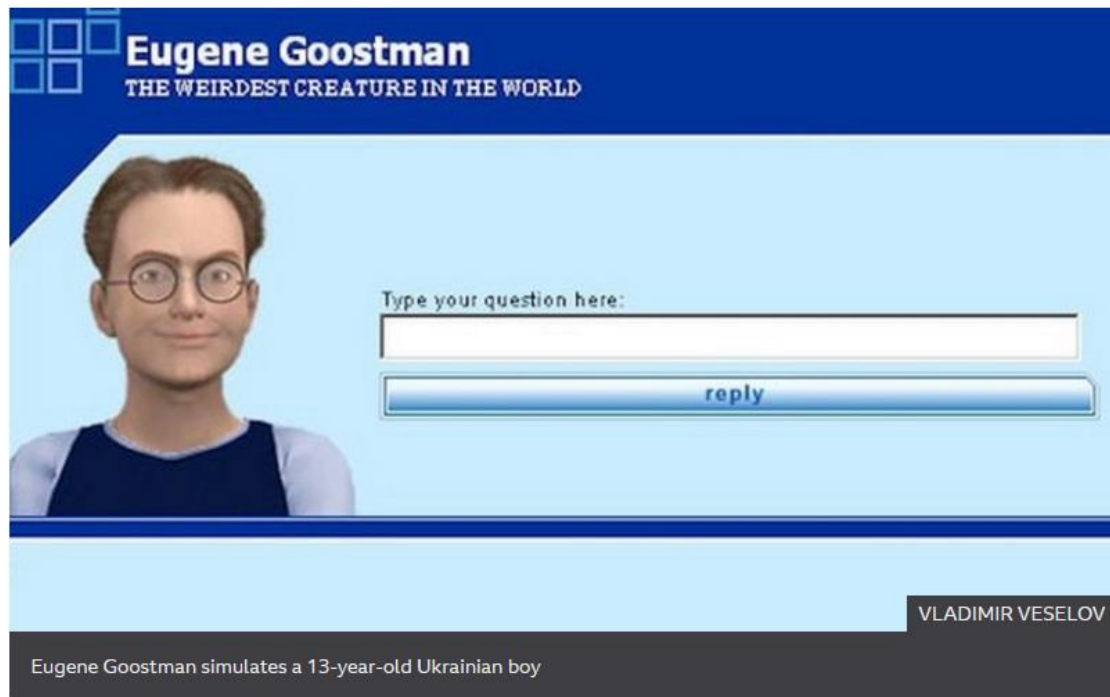 Eugene Goostman
THE WEIRDEST CREATURE IN THE WORLD
Type your question here:
reply
VLADIMIR VESELOV
Eugene Goostman simulates a 13-year-old Ukrainian boy